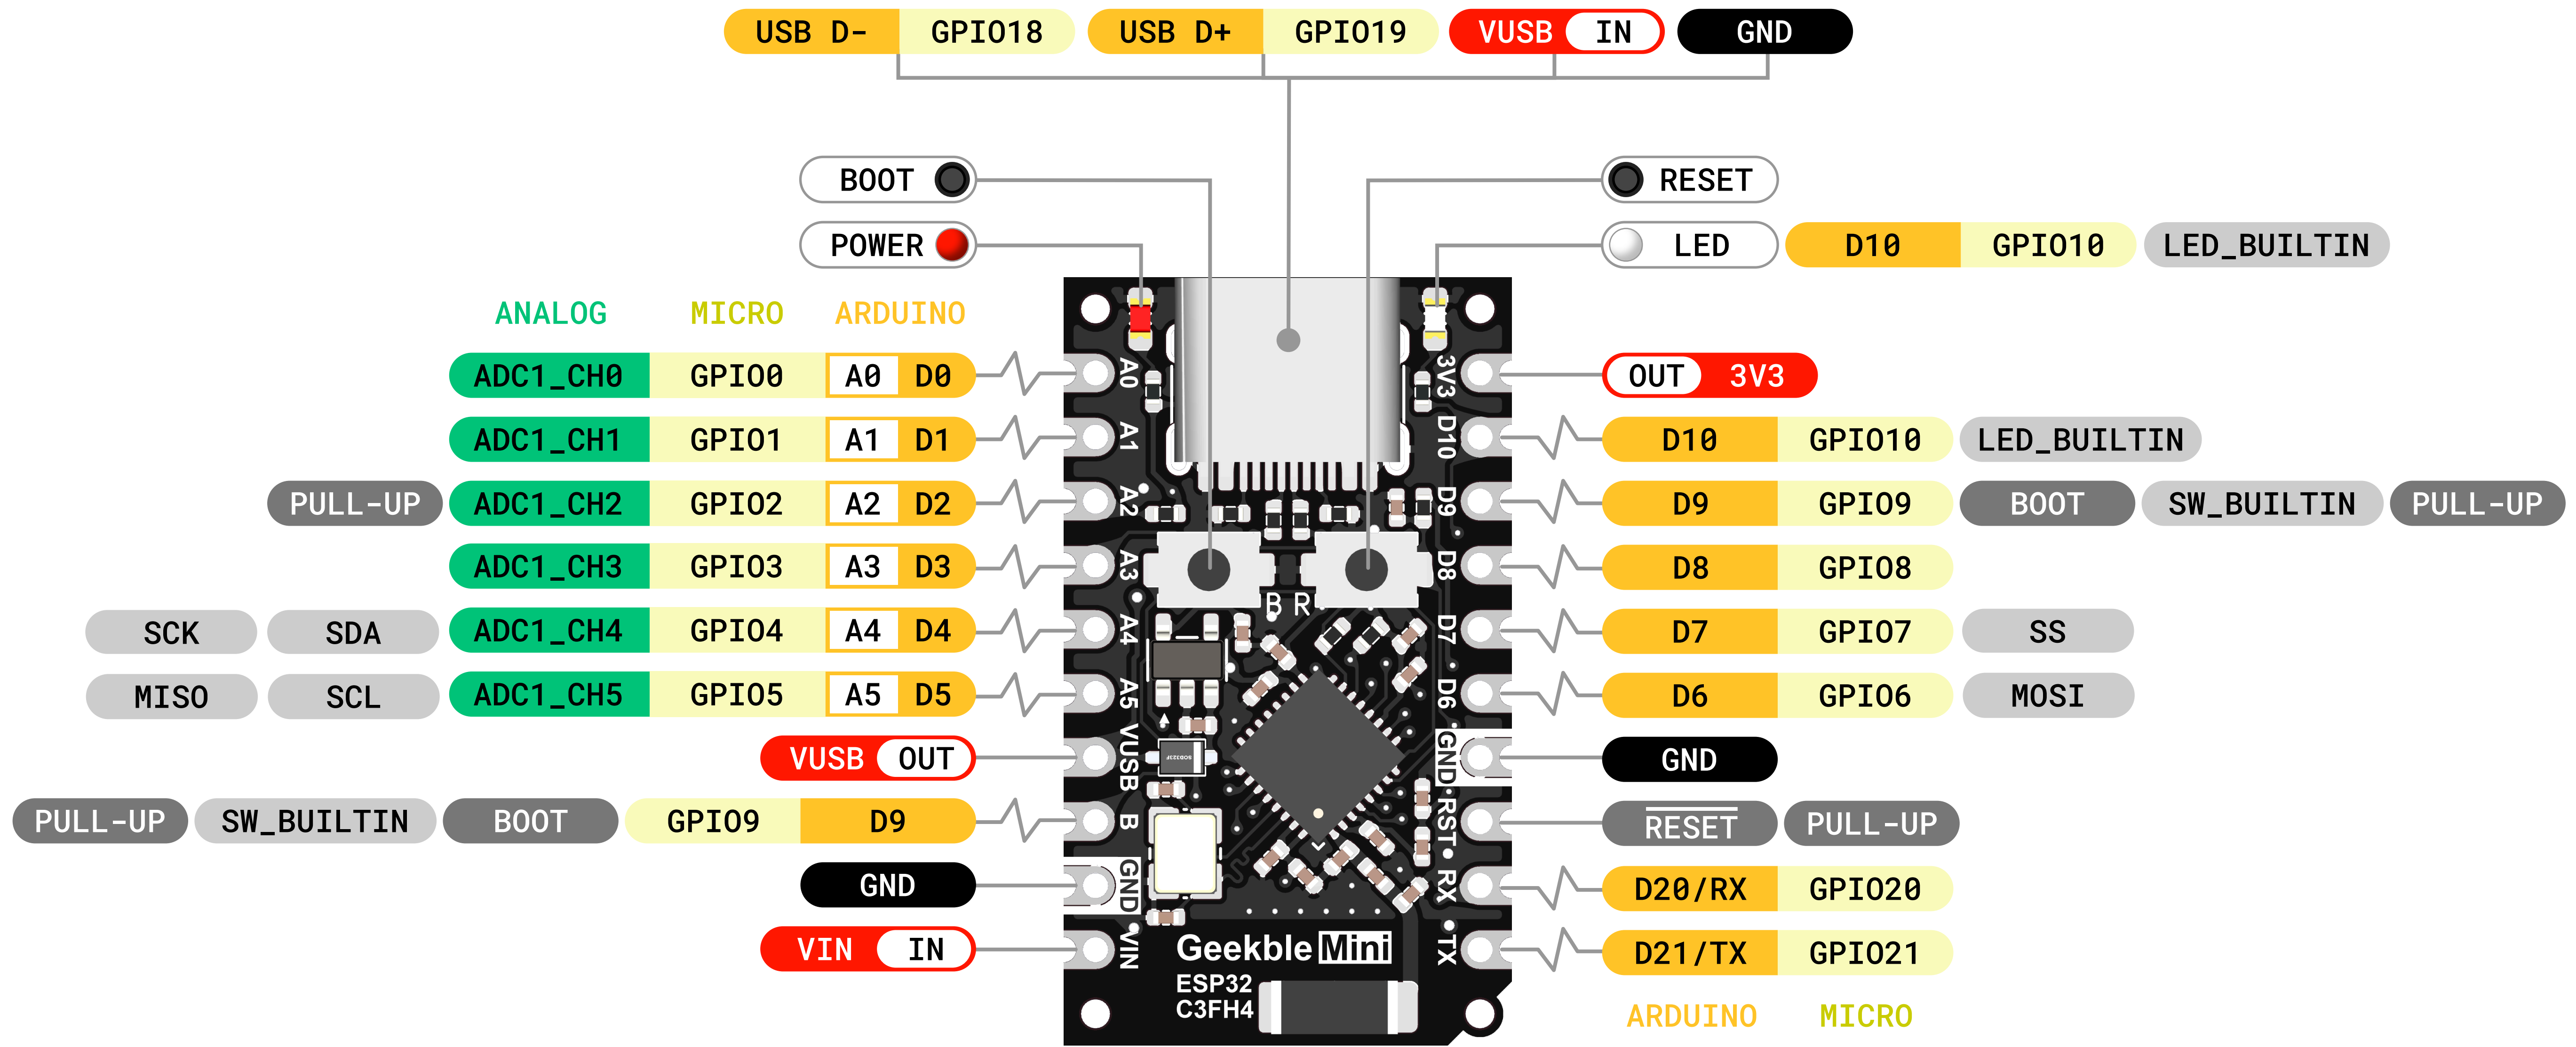 USB D- GPIO18 USB D+ GPIO19 VUSB IN GND
BOOT RESET
POWER LED D10 GPIO10 LED_BUILTIN
ANALOG MICRO ARDUINO
ADC1_CH0 GPIO0 A0 D0 A0 3V3 OUT 3V3
ADC1_CH1 GPIO1 A1 D1 A1 D10 D10 GPIO10 LED_BUILTIN
PULL-UP ADC1_CH2 GPIO2 A2 D2 A2 D9 D9 GPIO9 BOOT SW_BUILTIN PULL-UP
ADC1_CH3 GPIO3 A3 D3 A3 D8 D8 GPIO8
B R
SCK SDA ADC1_CH4 GPIO4 A4 D4 A4 D7 D7 GPIO7 SS
MISO SCL ADC1_CH5 GPIO5 A5 D5 A5 D6 D6 GPIO6 MOSI
VUSB OUT VUSB GND GND
PULL-UP SW_BUILTIN BOOT GPIO9 D9 B RST RESET PULL-UP
GND GND RX D20/RX GPIO20
VIN IN VIN Geekble Mini TX D21/TX GPIO21
ESP32
C3FH4
ARDUINO MICRO